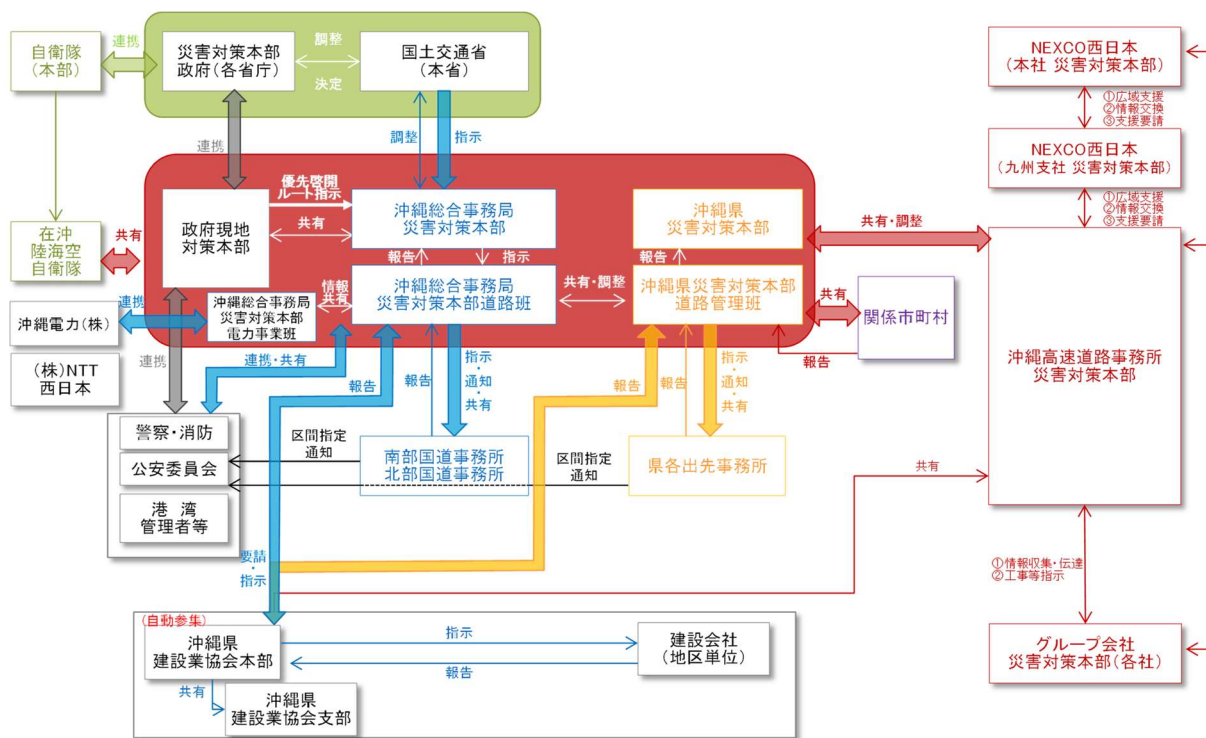 自衛隊
(本部)
連携
災害対策本部
政府(各省庁)
調整
決定
国土交通省
(本省)
NEXCO西日本
(本社 災害対策本部)
①広域支援
②情報交換
③支援要請
NEXCO西日本
(九州支社 災害対策本部)
①広域支援
②情報交換
③支援要請
連携
調整
指示
在沖
陸海空
自衛隊
共有
政府現地
対策本部
優先啓開
ルート指示
共有
沖縄総合事務局
災害対策本部
報告
指示
沖縄県
災害対策本部
報告
共有・調整
沖縄電力(株)
連携
沖縄総合事務局
災害対策本部
電力事業班
情報
共有
沖縄総合事務局
災害対策本部道路班
共有・調整
沖縄県災害対策本部
道路管理班
共有
関係市町村
報告
沖縄高速道路事務所
災害対策本部
(株)NTT
西日本
連携
連携・共有
報告
報告
指示
・
通知
・
共有
報告
報告
指示
・
通知
・
共有
警察・消防
公安委員会
港 湾
管理者等
区間指定
通知
南部国道事務所
北部国道事務所
区間指定
通知
県各出先事務所
共有
要請
・
指示
①情報収集・伝達
②工事等指示
(自動参集)
沖縄県
建設業協会本部
指示
報告
建設会社
(地区単位)
共有
沖縄県
建設業協会支部
グループ会社
災害対策本部(各社)